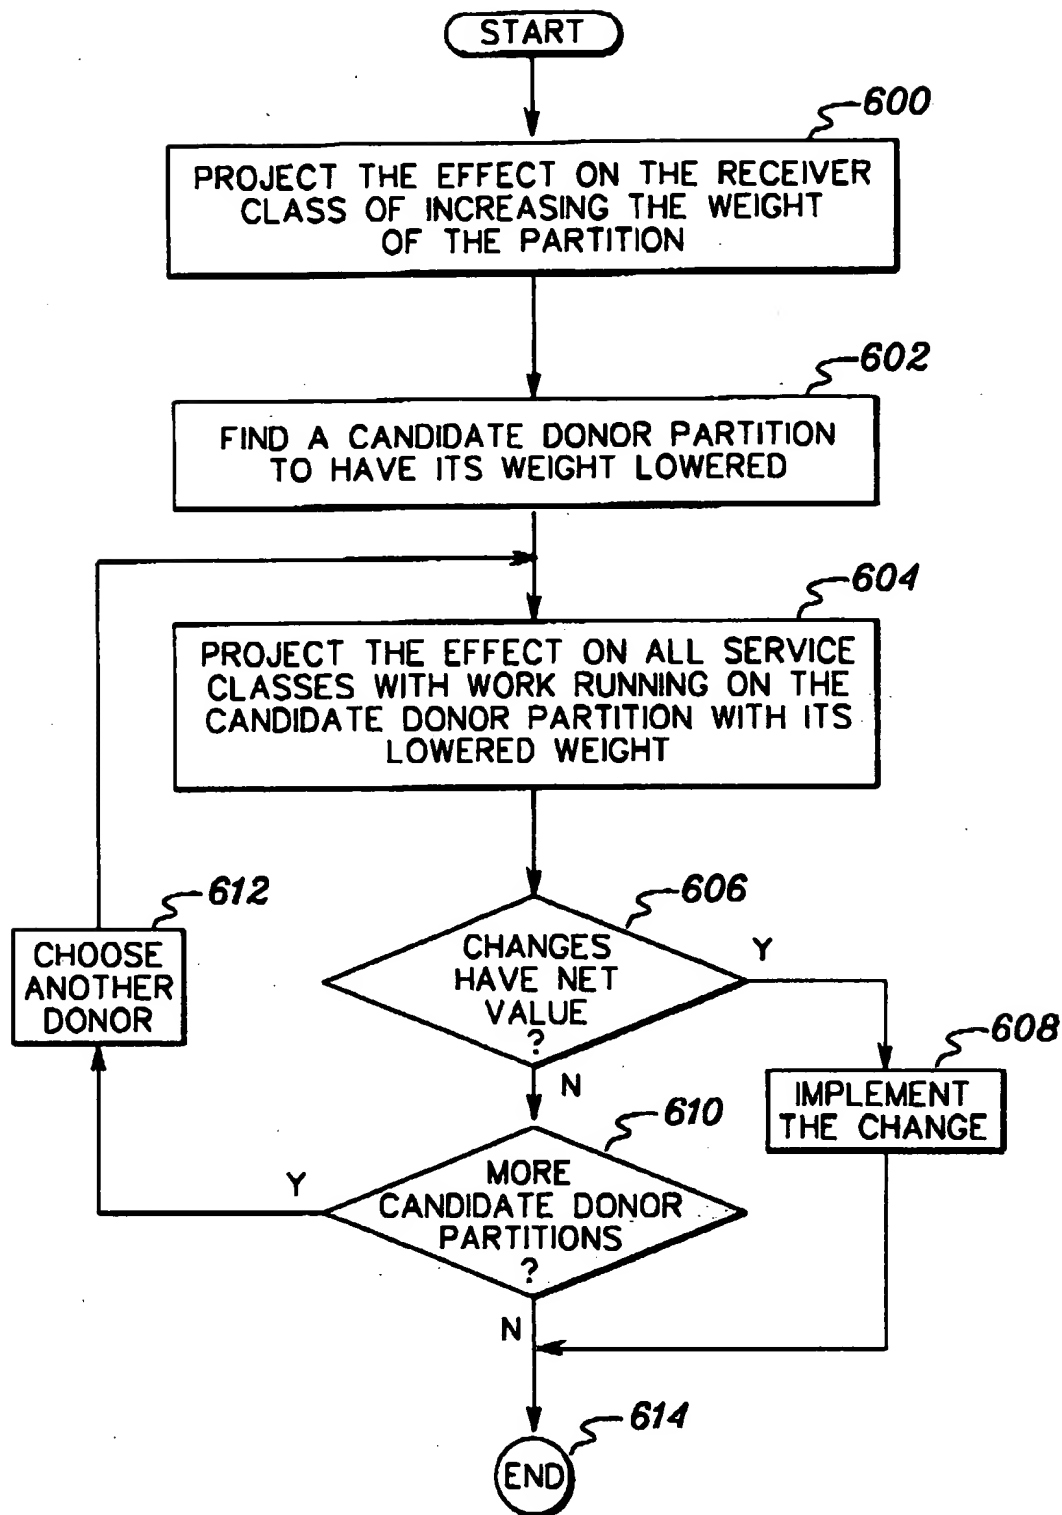 START
600
PROJECT THE EFFECT ON THE RECEIVER
CLASS OF INCREASING THE WEIGHT
OF THE PARTITION
602
FIND A CANDIDATE DONOR PARTITION
TO HAVE ITS WEIGHT LOWERED
604
PROJECT THE EFFECT ON ALL SERVICE
CLASSES WITH WORK RUNNING ON THE
CANDIDATE DONOR PARTITION WITH ITS
LOWERED WEIGHT
606
CHANGES
HAVE NET
VALUE
?
Y
N
612
CHOOSE
ANOTHER
DONOR
608
IMPLEMENT
THE CHANGE
610
MORE
CANDIDATE DONOR
PARTITIONS
?
Y
N
614
END